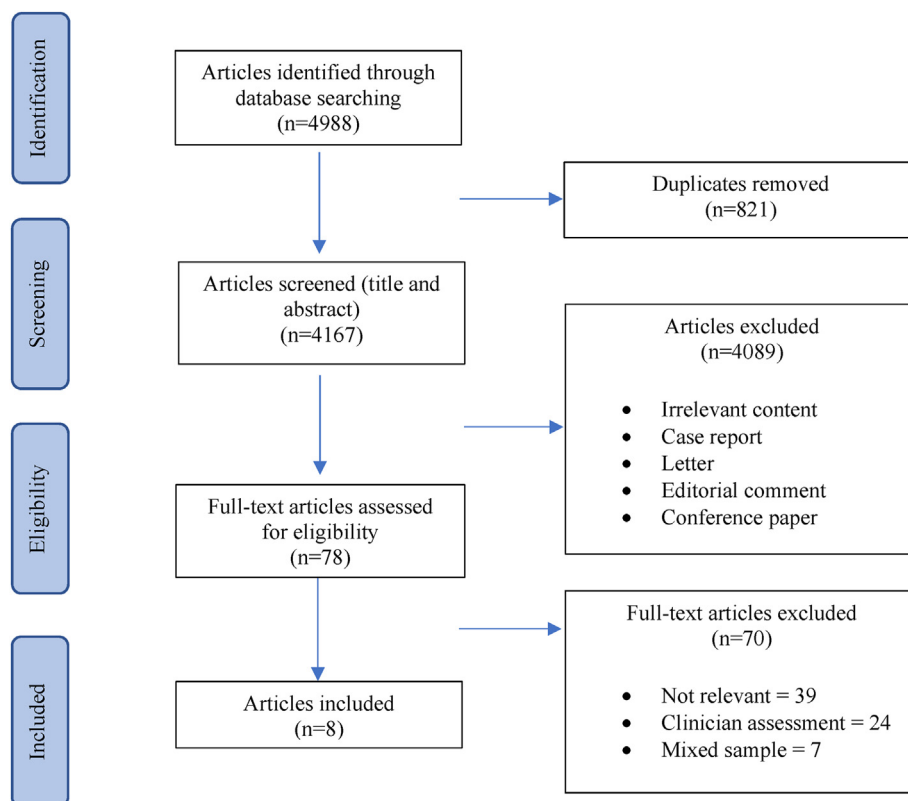 Identification
Articles identified through
database searching
(n=4988)
Duplicates removed
(n=821)
Screening
Articles screened (title and
abstract)
(n=4167)
Articles excluded
(n=4089)
• Irrelevant content
• Case report
• Letter
• Editorial comment
• Conference paper
Eligibility
Full-text articles assessed
for eligibility
(n=78)
Full-text articles excluded
(n=70)
• Not relevant = 39
• Clinician assessment = 24
• Mixed sample = 7
Included
Articles included
(n=8)